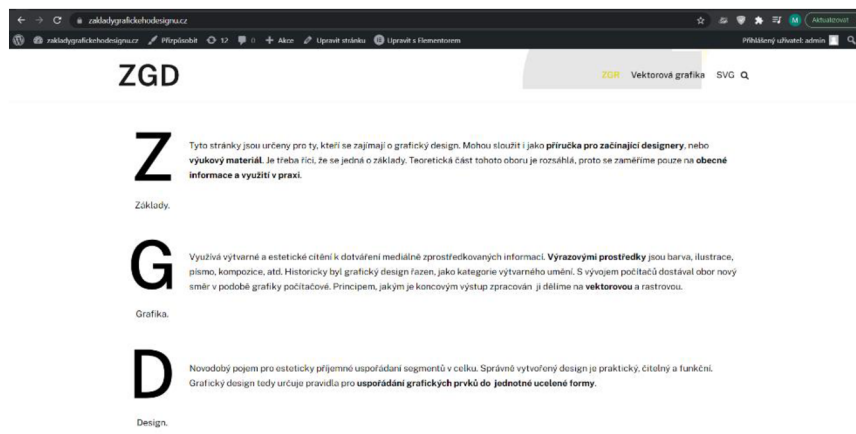 zakladygrafickehodesignu.cz
Aktualizovat
zakladygrafickehodesignu.cz Přizpůsobit 12 0 Akce Upravit stránku Upravit s Elementorem Přihlášený uživatel: admin
ZGD
ZGR Vektorová grafika SVG
Z
Tyto stránky jsou určeny pro ty, kteří se zajímají o grafický design. Mohou sloužit i jako příručka pro začínající designery, nebo
výukový materiál. Je třeba říci, že se jedná o základy. Teoretická část tohoto oboru je rozsáhlá, proto se zaměříme pouze na obecné
informace a využití v praxi.
Základy.
G
Využívá výtvarné a estetické cítění k dotváření mediálně zprostředkovaných informací. Výrazovými prostředky jsou barva, ilustrace,
písmo, kompozice, atd. Historicky byl grafický design řazen, jako kategorie výtvarného umění. S vývojem počítačů dostával obor nový
směr v podobě grafiky počítačové. Principem, jakým je koncovým výstup zpracován ji dělíme na vektorovou a rastrovou.
Grafika.
D
Novodobý pojem pro esteticky příjemné uspořádaní segmentů v celku. Správně vytvořený design je praktický, čitelný a funkční.
Grafický design tedy určuje pravidla pro uspořádání grafických prvků do jednotné ucelené formy.
Design.